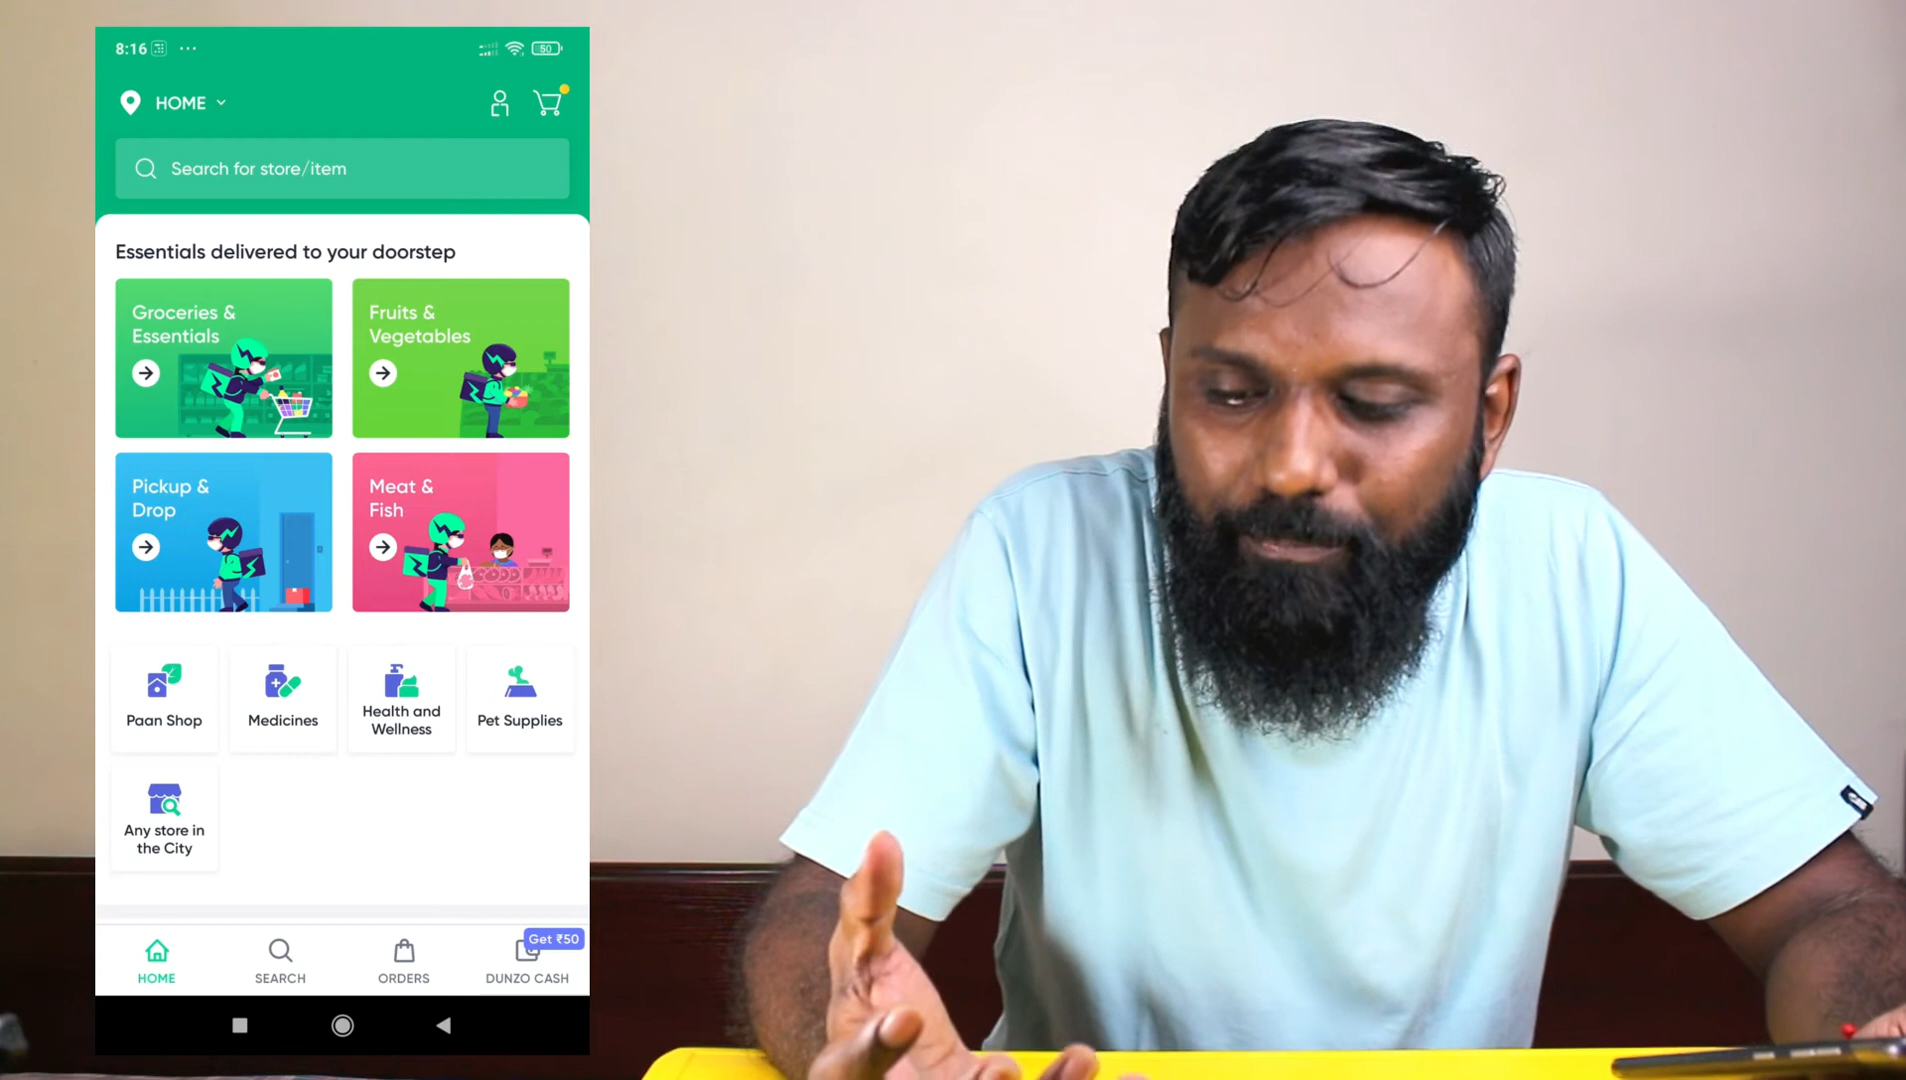 8:16 ...
50
HOME
Search for store/item
Essentials delivered to your doorstep
Groceries &
Essentials
Fruits &
Vegetables
Pickup &
Drop
Meat &
Fish
Paan Shop
Medicines
Health and
Wellness
Pet Supplies
Any store in
the City
Get ₹50
HOME
SEARCH
ORDERS
DUNZO CASH